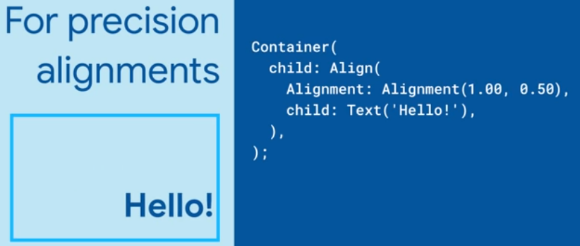 For precision
alignments
Hello!
Container(
  child: Align(
    Alignment: Alignment(1.00, 0.50),
    child: Text('Hello!'),
  ),
);